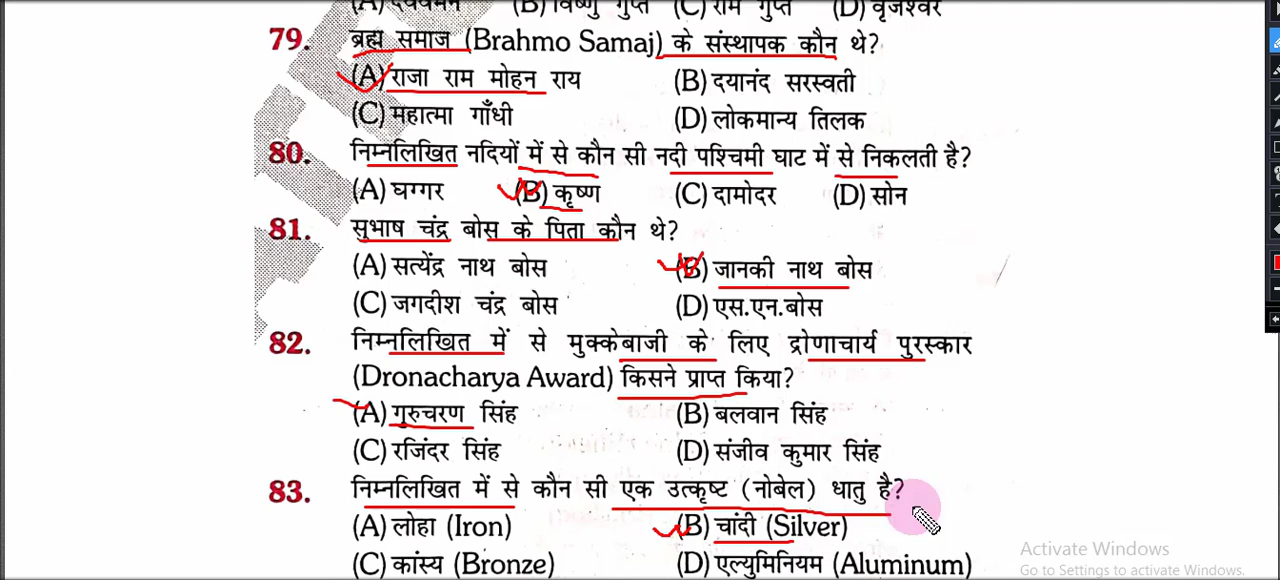 (A) देववर्मन (B) विष्णु गुप्त (C) राम गुप्त (D) वृजेश्वर
79. ब्रह्म समाज (Brahmo Samaj) के संस्थापक कौन थे?
(A) राजा राम मोहन राय (B) दयानंद सरस्वती
(C) महात्मा गाँधी (D) लोकमान्य तिलक
80. निम्नलिखित नदियों में से कौन सी नदी पश्चिमी घाट में से निकलती है?
(A) घग्गर (B) कृष्ण (C) दामोदर (D) सोन
81. सुभाष चंद्र बोस के पिता कौन थे?
(A) सत्येंद्र नाथ बोस (B) जानकी नाथ बोस
(C) जगदीश चंद्र बोस (D) एस.एन.बोस
82. निम्नलिखित में से मुक्केबाजी के लिए द्रोणाचार्य पुरस्कार
(Dronacharya Award) किसने प्राप्त किया?
(A) गुरुचरण सिंह (B) बलवान सिंह
(C) रजिंदर सिंह (D) संजीव कुमार सिंह
83. निम्नलिखित में से कौन सी एक उत्कृष्ट (नोबेल) धातु है?
(A) लोहा (Iron) (B) चांदी (Silver)
(C) कांस्य (Bronze) (D) एल्युमिनियम (Aluminum)
Activate Windows
Go to Settings to activate Windows.